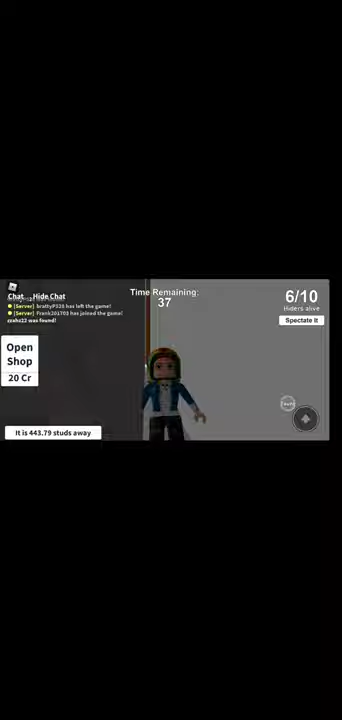 Time Remaining:
37
6/10
Hiders alive
Spectate It
Chat
Hide Chat
[Server] brattyP320 has left the game!
[Server] Frank201703 has joined the game!
was found!
Open
Shop
20 Cr
It is 443.79 studs away